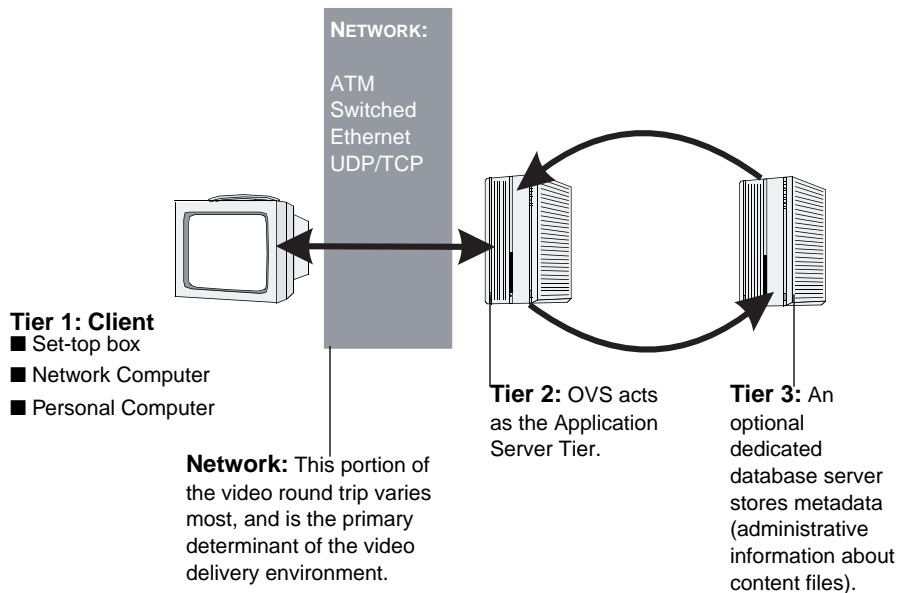 NETWORK:
ATM
Switched
Ethernet
UDP/TCP
Tier 1: Client
■ Set-top box
■ Network Computer
■ Personal Computer
Network: This portion of
the video round trip varies
most, and is the primary
determinant of the video
delivery environment.
Tier 2: OVS acts
as the Application
Server Tier.
Tier 3: An
optional
dedicated
database server
stores metadata
(administrative
information about
content files).